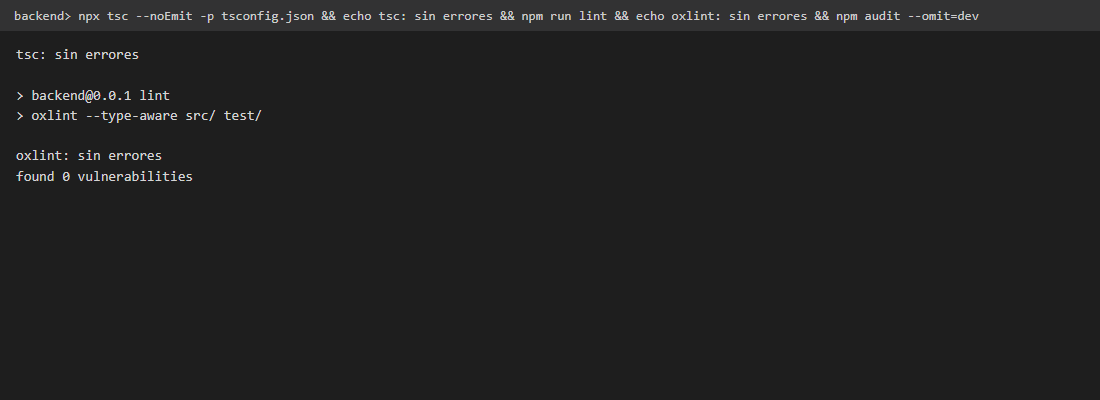 backend> npx tsc --noEmit -p tsconfig.json && echo tsc: sin errores && npm run lint && echo oxlint: sin errores && npm audit --omit=dev
tsc: sin errores
> backend@0.0.1 lint
> oxlint --type-aware src/ test/
oxlint: sin errores
found 0 vulnerabilities